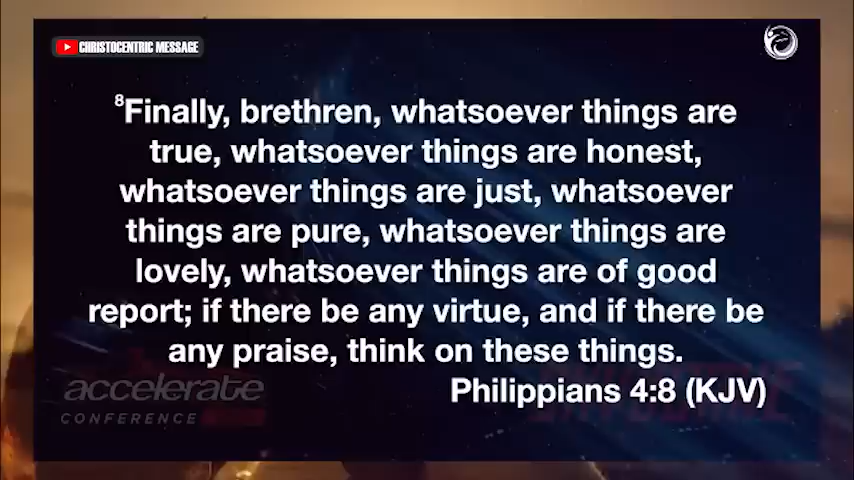 CHRISTOCENTRIC MESSAGE
8Finally, brethren, whatsoever things are
true, whatsoever things are honest,
whatsoever things are just, whatsoever
things are pure, whatsoever things are
lovely, whatsoever things are of good
report; if there be any virtue, and if there be
any praise, think on these things.
Philippians 4:8 (KJV)
accelerate
CONFERENCE